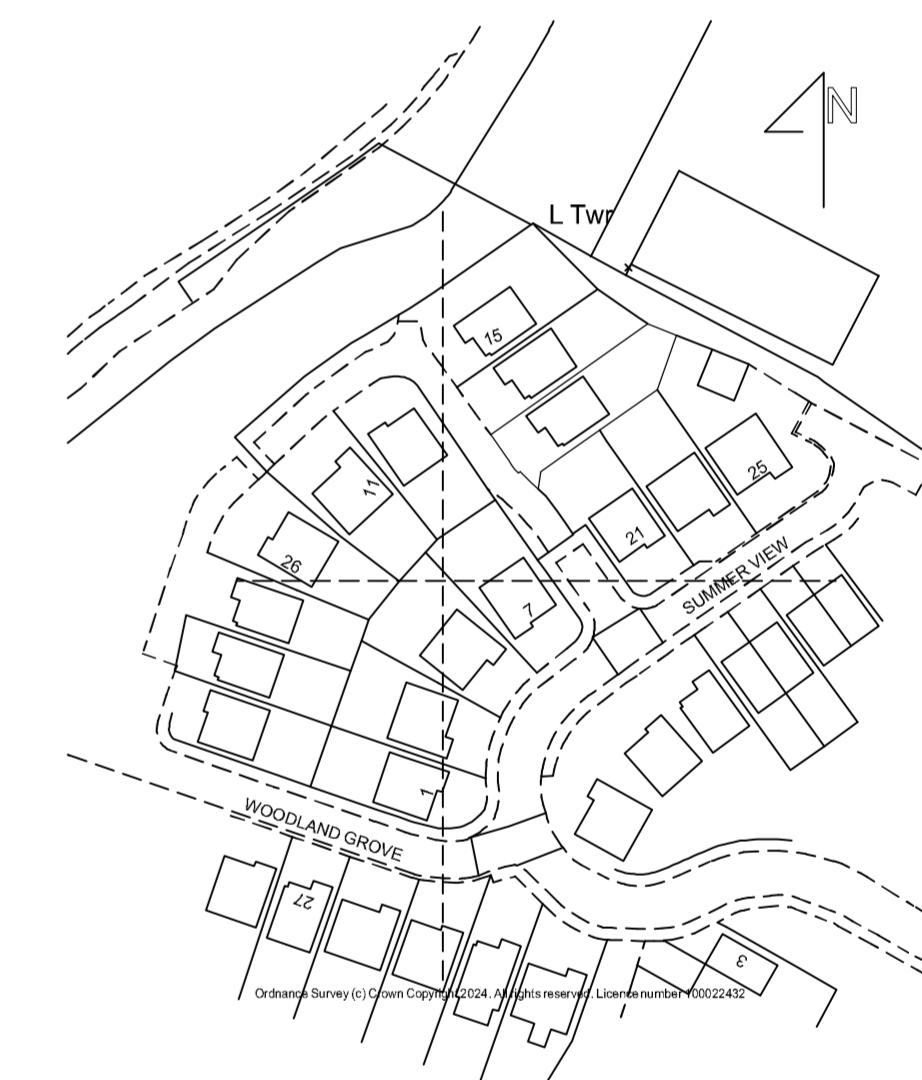 N
L Twr
15
11
25
21
26
SUMMER VIEW
7
1
WOODLAND GROVE
27
3
Ordnance Survey (c) Crown Copyright 2024. All rights reserved. Licence number 100022432